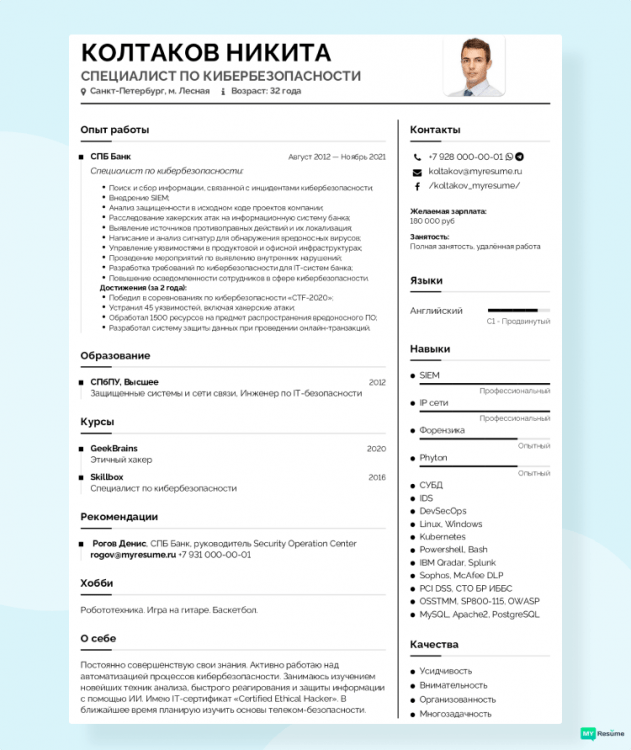 КОЛТАКОВ НИКИТА
СПЕЦИАЛИСТ ПО КИБЕРБЕЗОПАСНОСТИ
Санкт-Петербург, м. Лесная Возраст: 32 года
Опыт работы
СПБ Банк Август 2012 — Ноябрь 2021
Специалист по кибербезопасности:
Поиск и сбор информации, связанной с инцидентами кибербезопасности;
Внедрение SIEM;
Анализ защищенности в исходном коде проектов компании;
Расследование хакерских атак на информационную систему банка;
Выявление источников противоправных действий и их локализация;
Написание и анализ сигнатур для обнаружения вредоносных вирусов;
Управление уязвимостями в продуктовой и офисной инфраструктурах;
Проведение мероприятий по выявлению внутренних нарушений;
Разработка требований по кибербезопасности для IT-систем банка;
Повышение осведомленности сотрудников в сфере кибербезопасности.
Достижения (за 2 года):
Победил в соревнованиях по кибербезопасности «CTF-2020»;
Устранил 45 уязвимостей, включая хакерские атаки;
Обработал 1500 ресурсов на предмет распространения вредоносного ПО;
Разработал систему защиты данных при проведении онлайн-транзакций.
Образование
СПбПУ, Высшее 2012
Защищенные системы и сети связи, Инженер по IT-безопасности
Курсы
GeekBrains 2020
Этичный хакер
Skillbox 2016
Специалист по кибербезопасности
Рекомендации
Рогов Денис, СПБ Банк, руководитель Security Operation Center
rogov@myresume.ru +7 931 000-00-01
Хобби
Робототехника. Игра на гитаре. Баскетбол.
О себе
Постоянно совершенствую свои знания. Активно работаю над
автоматизацией процессов кибербезопасности. Занимаюсь изучением
новейших техник анализа, быстрого реагирования и защиты информации
с помощью ИИ. Имею IT-сертификат «Certified Ethical Hacker». В
ближайшее время планирую изучить основы телеком-безопасности.
Контакты
+7 928 000-00-01
koltakov@myresume.ru
/koltakov_myresume/
Желаемая зарплата:
180 000 руб
Занятость:
Полная занятость, удалённая работа
Языки
Английский
C1 - Продвинутый
Навыки
SIEM
Профессиональный
IP сети
Профессиональный
Форензика
Опытный
Phyton
Опытный
СУБД
IDS
DevSecOps
Linux, Windows
Kubernetes
Powershell, Bash
IBM Qradar, Splunk
Sophos, McAfee DLP
PCI DSS, СТО БР ИББС
OSSTMM, SP800-115, OWASP
MySQL, Apache2, PostgreSQL
Качества
Усидчивость
Внимательность
Организованность
Многозадачность
MY Resume